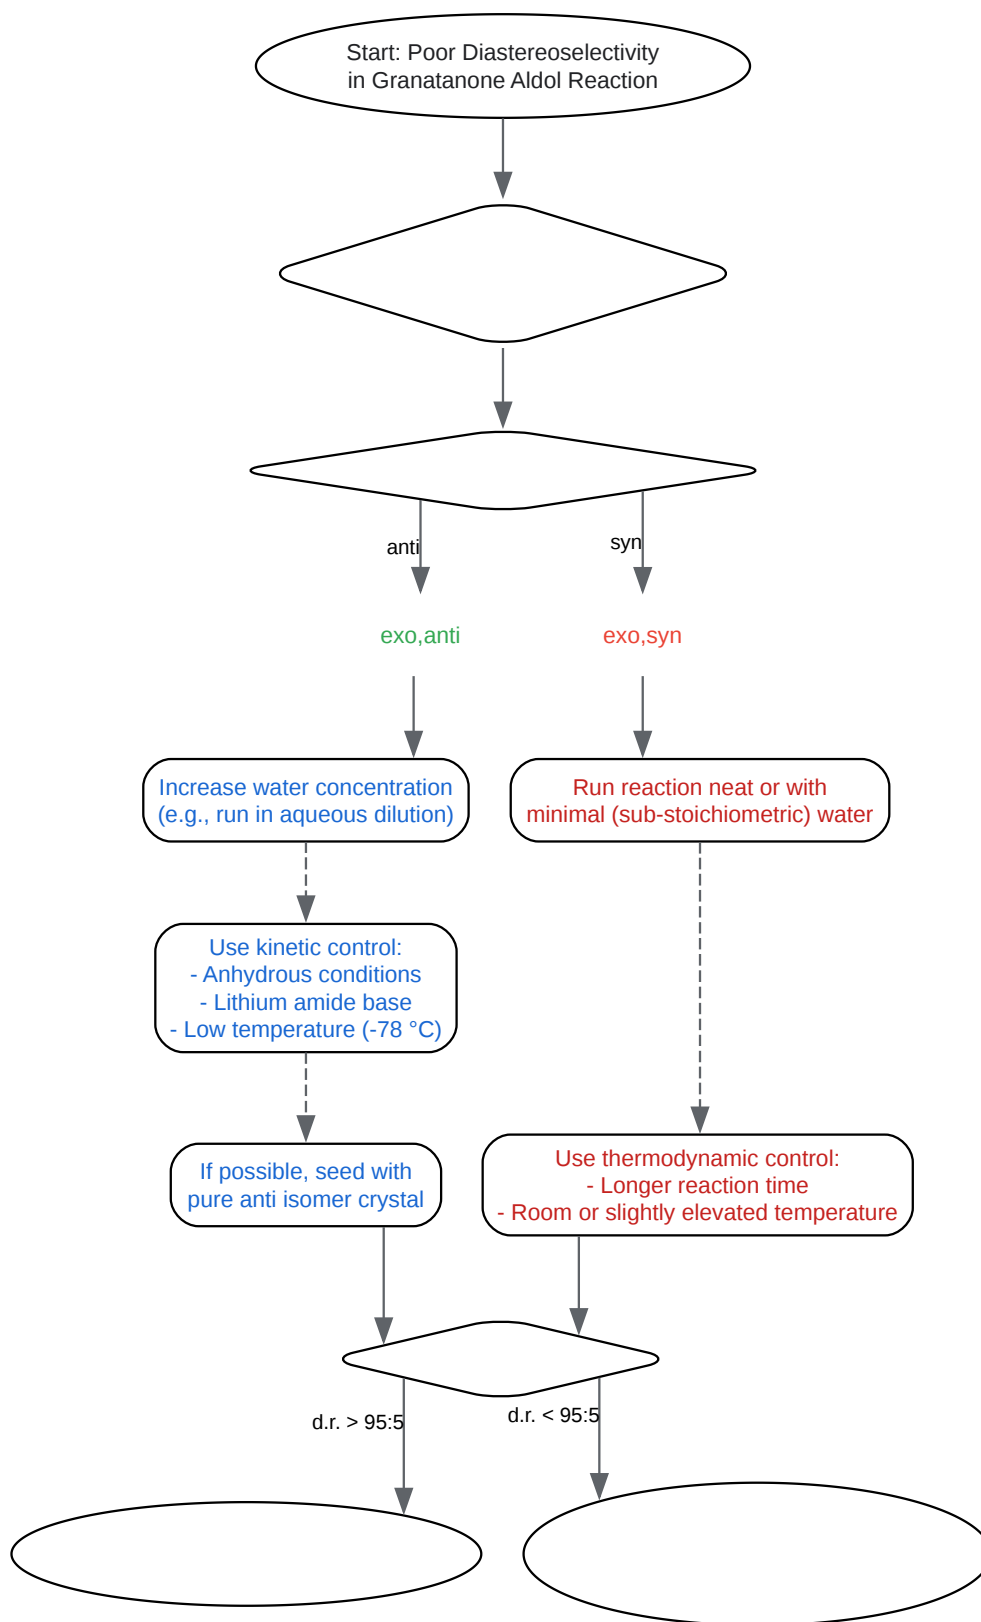 Start: Poor Diastereoselectivity
in Granatanone Aldol Reaction
anti
syn
exo,anti
exo,syn
Increase water concentration
(e.g., run in aqueous dilution)
Run reaction neat or with
minimal (sub-stoichiometric) water
Use kinetic control:
- Anhydrous conditions
- Lithium amide base
- Low temperature (-78 °C)
If possible, seed with
pure anti isomer crystal
Use thermodynamic control:
- Longer reaction time
- Room or slightly elevated temperature
d.r. > 95:5
d.r. < 95:5